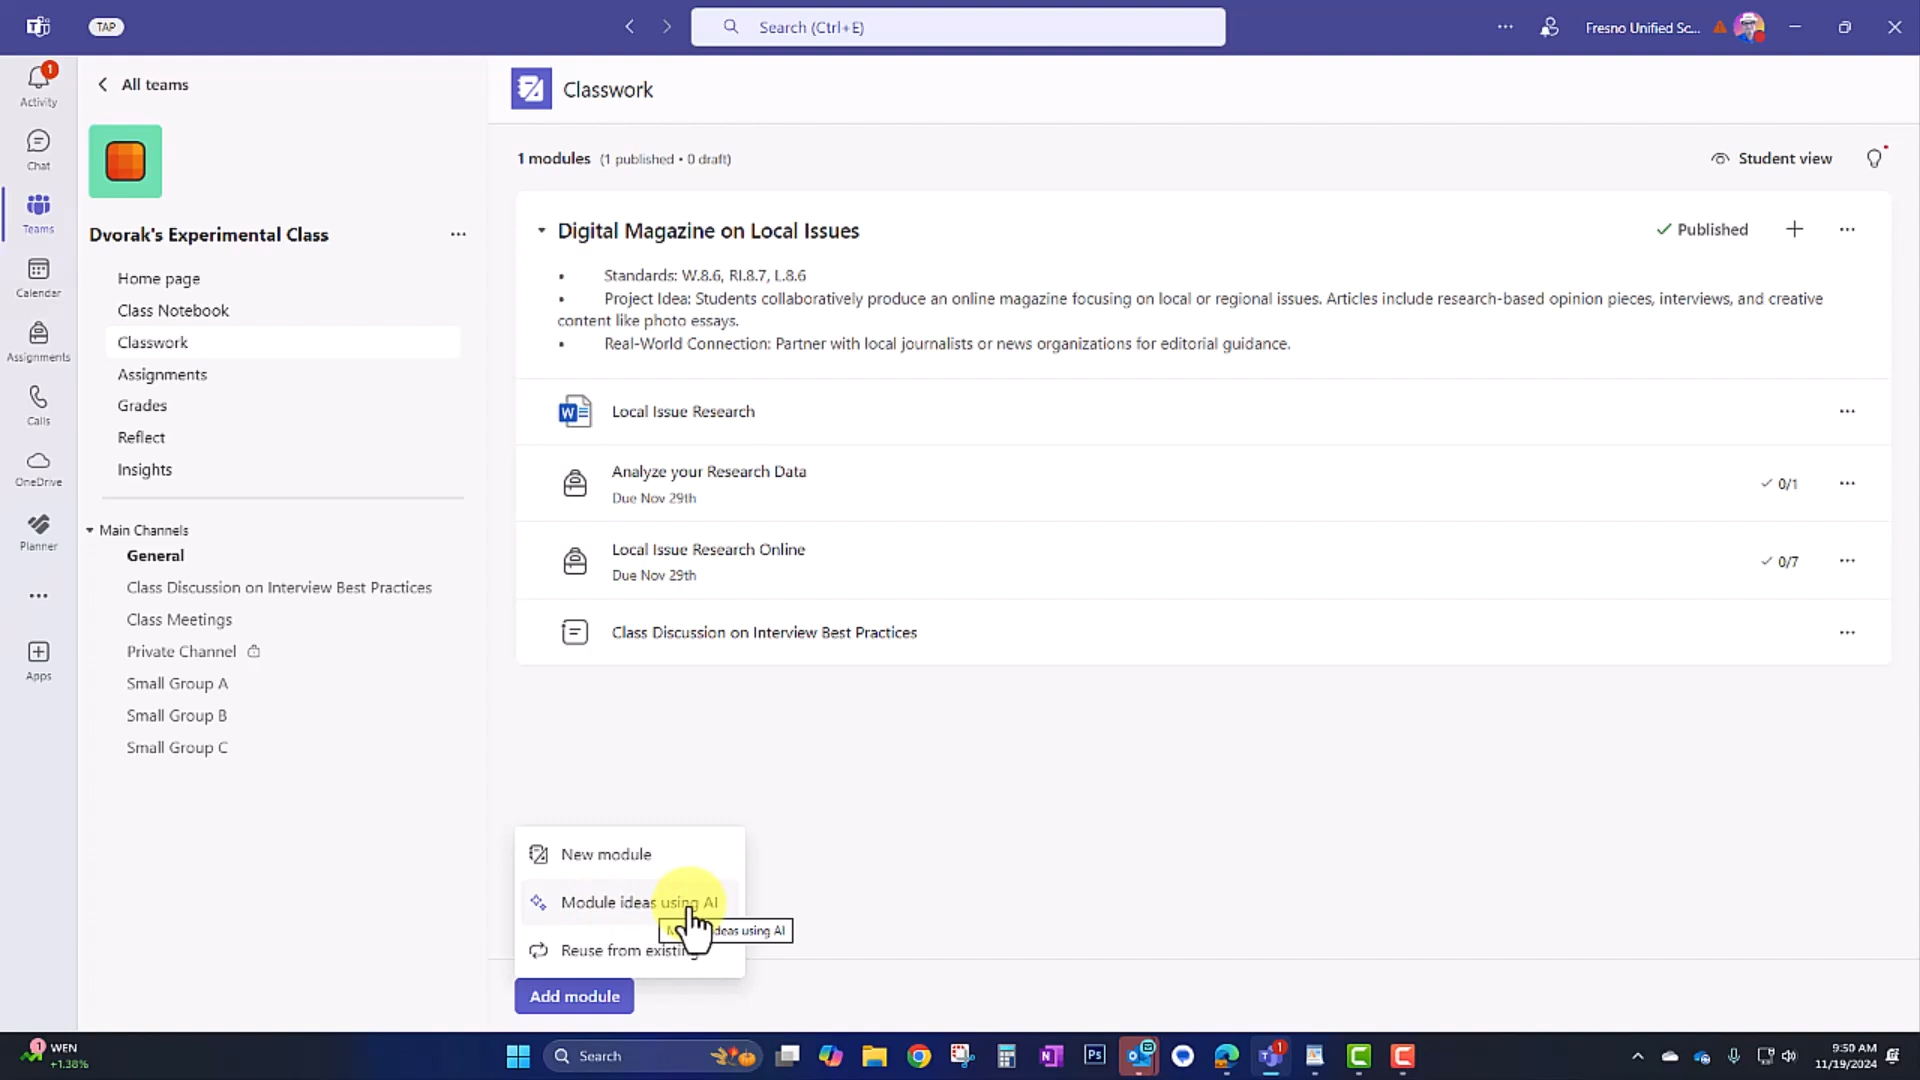 TAP
Search (Ctrl+E)
Fresno Unified Sc...
1
Activity
Chat
Teams
Calendar
Assignments
Calls
OneDrive
Planner
Apps
All teams
Dvorak's Experimental Class
Home page
Class Notebook
Classwork
Assignments
Grades
Reflect
Insights
Main Channels
General
Class Discussion on Interview Best Practices
Class Meetings
Private Channel
Small Group A
Small Group B
Small Group C
Classwork
1 modules (1 published • 0 draft)
Student view
Digital Magazine on Local Issues
Published
• Standards: W.8.6, RI.8.7, L.8.6
• Project Idea: Students collaboratively produce an online magazine focusing on local or regional issues. Articles include research-based opinion pieces, interviews, and creative
content like photo essays.
• Real-World Connection: Partner with local journalists or news organizations for editorial guidance.
Local Issue Research
Analyze your Research Data
Due Nov 29th
0/1
Local Issue Research Online
Due Nov 29th
0/7
Class Discussion on Interview Best Practices
New module
Module ideas using AI
ideas using AI
Reuse from existing
Add module
1
WEN
+1.38%
Search
1
9:50 AM
11/19/2024